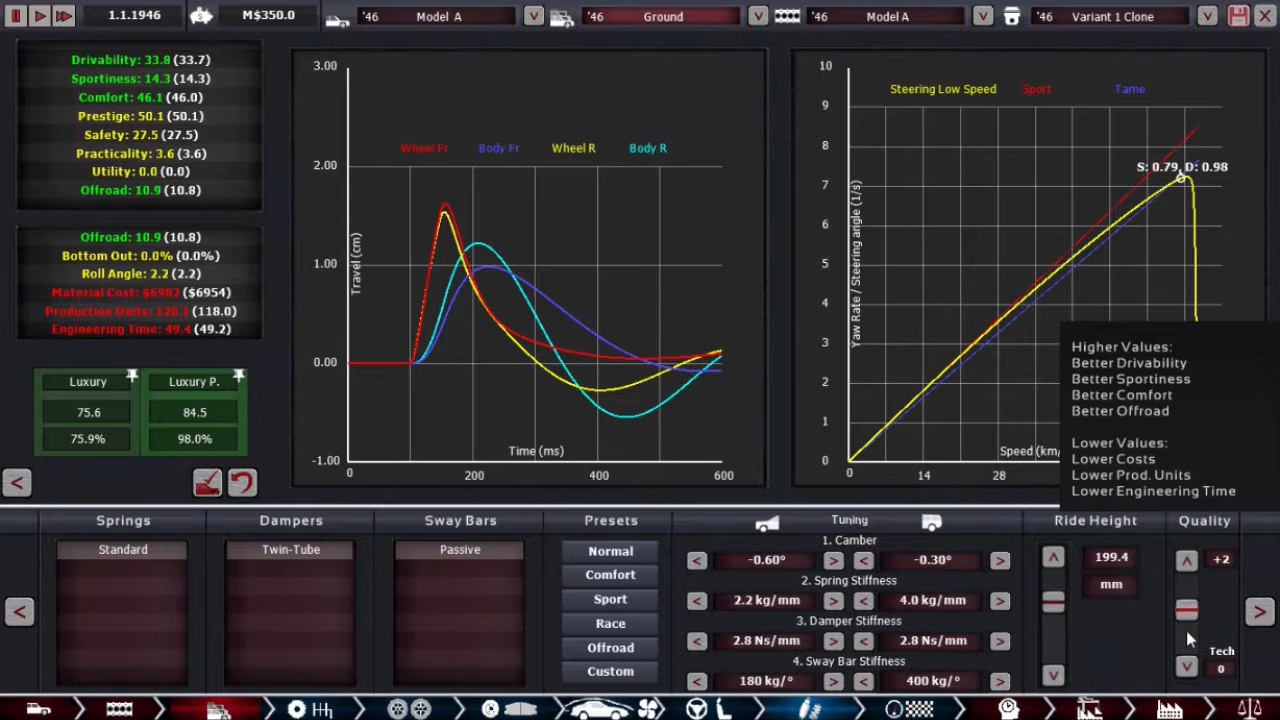 1.1.1946 M$350.0 '46 Model A '46 Ground '46 Model A '46 Variant 1 Clone
Drivability: 33.8 (33.7)
Sportiness: 14.3 (14.3)
Comfort: 46.1 (46.0)
Prestige: 50.1 (50.1)
Safety: 27.5 (27.5)
Practicality: 3.6 (3.6)
Utility: 0.0 (0.0)
Offroad: 10.9 (10.8)
Offroad: 10.9 (10.8)
Bottom Out: 0.0% (0.0%)
Roll Angle: 2.2 (2.2)
Material Cost: $6982 ($6954)
Production Units: 120.1 (118.0)
Engineering Time: 49.4 (49.2)
Luxury Luxury P.
75.6 84.5
75.9% 98.0%
3.00
Wheel Fr Body Fr Wheel R Body R
2.00
1.00
0.00
-1.00
Travel (cm)
Time (ms)
0 200 400 600
10
Steering Low Speed Sport Tame
9
8
S: 0.79, D: 0.98
7
6
5
4
3
2
1
0
Yaw Rate / Steering angle (1/s)
Speed (km/
0 14 28
Higher Values:
Better Drivability
Better Sportiness
Better Comfort
Better Offroad
Lower Values:
Lower Costs
Lower Prod. Units
Lower Engineering Time
Springs Dampers Sway Bars Presets Tuning Ride Height Quality
Standard Twin-Tube Passive
Normal
Comfort
Sport
Race
Offroad
Custom
1. Camber
-0.60° -0.30°
2. Spring Stiffness
2.2 kg/mm 4.0 kg/mm
3. Damper Stiffness
2.8 Ns/mm 2.8 Ns/mm
4. Sway Bar Stiffness
180 kg/° 400 kg/°
199.4
mm
+2
Tech
0